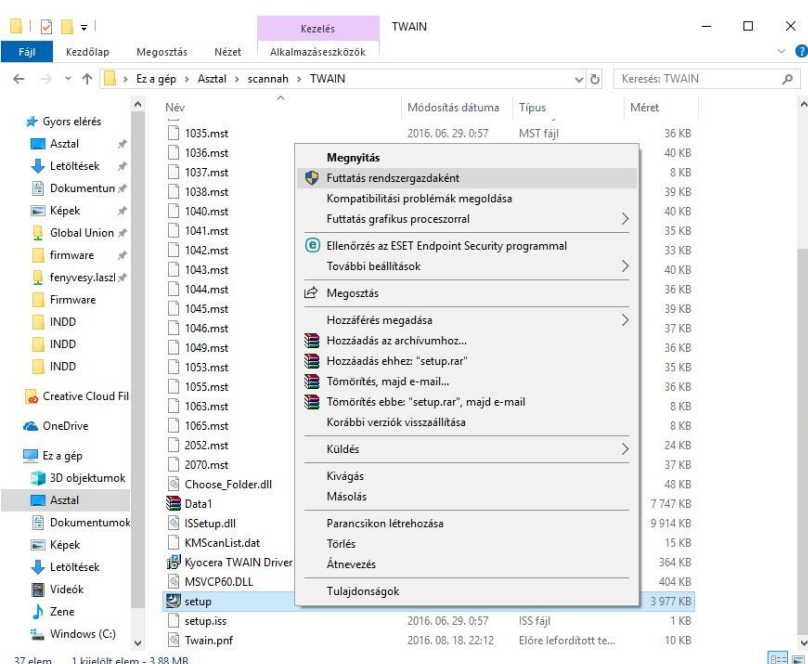 Kezelés
TWAIN
Fájl Kezdőlap Megosztás Nézet Alkalmazáseszközök
Ez a gép > Asztal > scannah > TWAIN
Keresés: TWAIN
Név Módosítás dátuma Típus Méret
Gyors elérés
Asztal
Letöltések
Dokumentun
Képek
Global Union
firmware
fenyvesy.laszl
Firmware
INDD
INDD
INDD
Creative Cloud Fil
OneDrive
Ez a gép
3D objektumok
Asztal
Dokumentumok
Képek
Letöltések
Videók
Zene
Windows (C:)
1035.mst 2016. 06. 29. 0:57 MST fájl 36 KB
1036.mst 40 KB
1037.mst 8 KB
1038.mst 39 KB
1040.mst 40 KB
1041.mst 35 KB
1042.mst 33 KB
1043.mst 40 KB
1044.mst 36 KB
1045.mst 39 KB
1046.mst 37 KB
1049.mst 36 KB
1053.mst 35 KB
1055.mst 36 KB
1063.mst 8 KB
1065.mst 8 KB
2052.mst 24 KB
2070.mst 37 KB
Choose_Folder.dll 48 KB
Data1 7 747 KB
ISSetup.dll 9 914 KB
KMScanList.dat 15 KB
Kyocera TWAIN Driver 364 KB
MSVCP60.DLL 404 KB
setup 3 977 KB
setup.iss 2016. 06. 29. 0:57 ISS fájl 1 KB
Twain.pnf 2016. 08. 18. 22:12 Előre lefordított te... 10 KB
Megnyitás
Futtatás rendszergazdaként
Kompatibilitási problémák megoldása
Futtatás grafikus proceszorral
Ellenőrzés az ESET Endpoint Security programmal
További beállítások
Megosztás
Hozzáférés megadása
Hozzáadás az archívumhoz...
Hozzáadás ehhez: "setup.rar"
Tömörítés, majd e-mail...
Tömörítés ebbe: "setup.rar", majd e-mail
Korábbi verziók visszaállítása
Küldés
Kivágás
Másolás
Parancsikon létrehozása
Törlés
Átnevezés
Tulajdonságok
37 elem 1 kijelölt elem - 3,88 MB